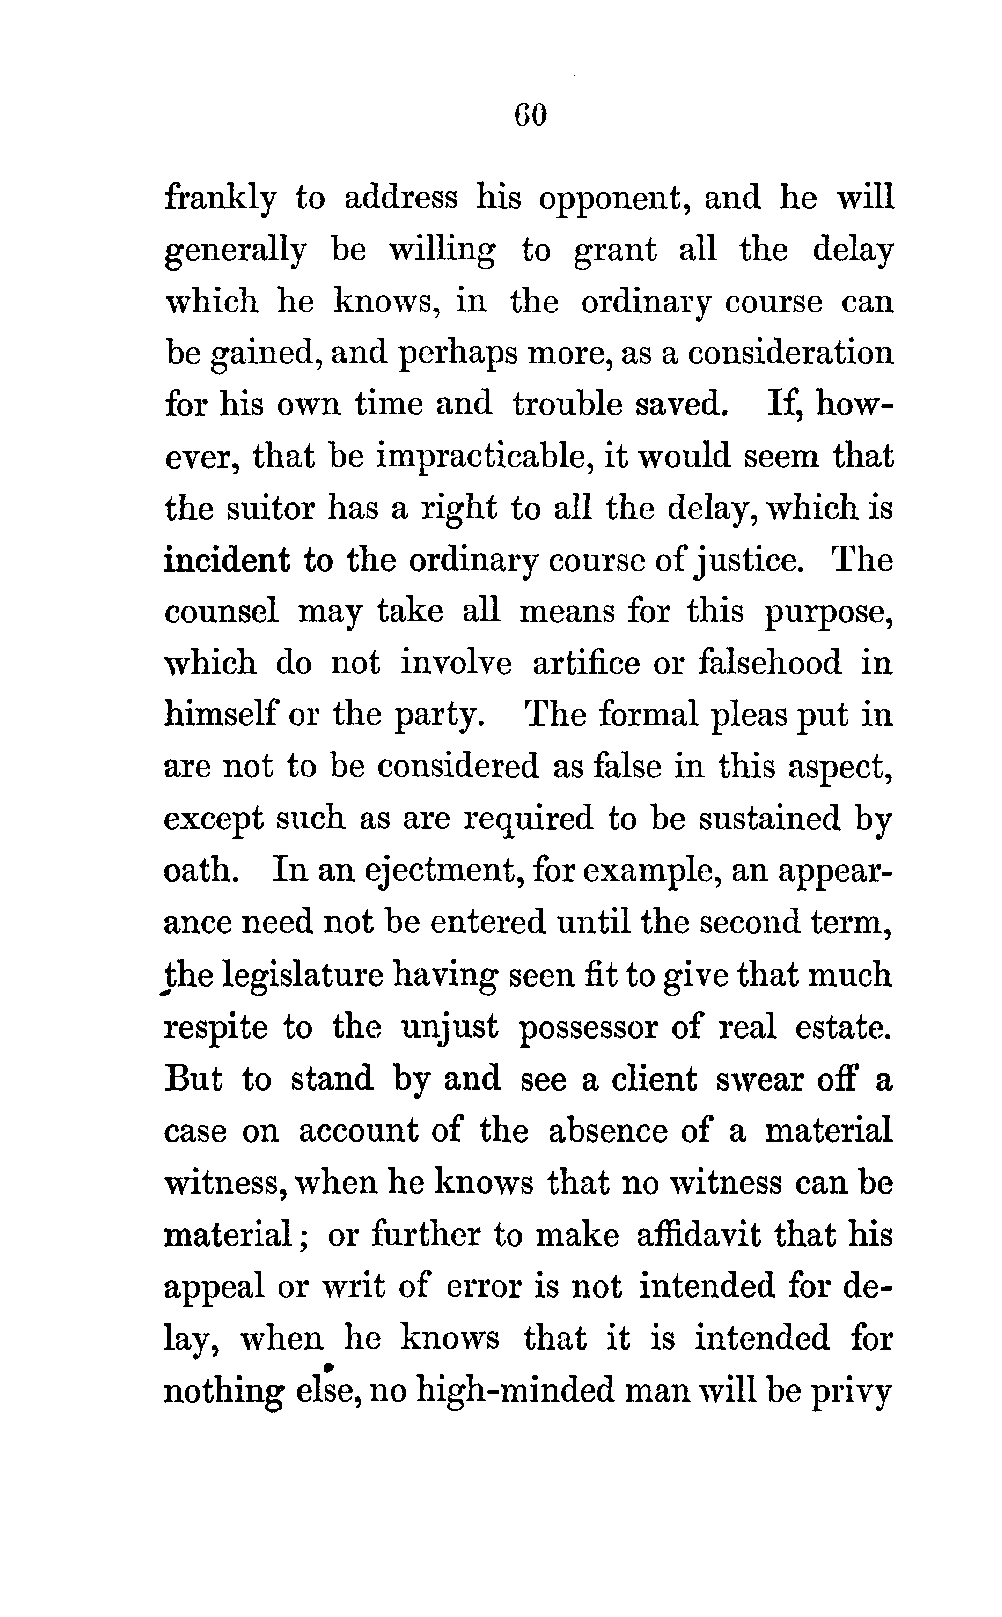 60
frankly to address his opponent, and he will
generally be willing to grant all the delay
which he knows, in the ordinary course can
be gained, and perhaps more, as a consideration
for his own time and trouble saved. If, how-
ever, that be impracticable, it would seem that
the suitor has a right to all the delay, which is
incident to the ordinary course of justice. The
counsel may take all means for this purpose,
which do not involve artifice or falsehood in
himself or the party. The formal pleas put in
are not to be considered as false in this aspect,
except such as are required to be sustained by
oath. In an ejectment, for example, an appear-
ance need not be entered until the second term,
the legislature having seen fit to give that much
respite to the unjust possessor of real estate.
But to stand by and see a client swear off a
case on account of the absence of a material
witness, when he knows that no witness can be
material; or further to make affidavit that his
appeal or writ of error is not intended for de-
lay, when he knows that it is intended for
nothing else, no high-minded man will be privy